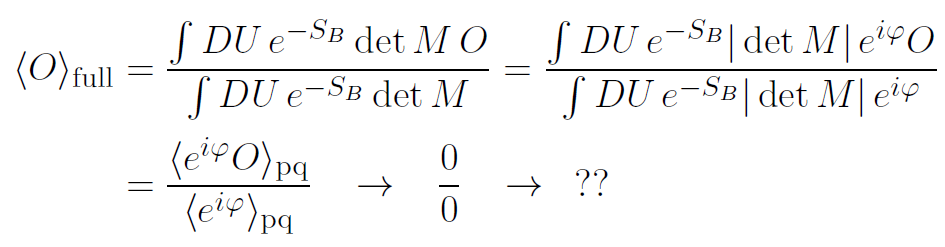 ⟨O⟩_full = ∫ DU e^{−S_B} det M O / ∫ DU e^{−S_B} det M = ∫ DU e^{−S_B} | det M| e^{iφ} O / ∫ DU e^{−S_B} | det M| e^{iφ}
= ⟨e^{iφ} O⟩_pq / ⟨e^{iφ}⟩_pq → 0 / 0 → ??